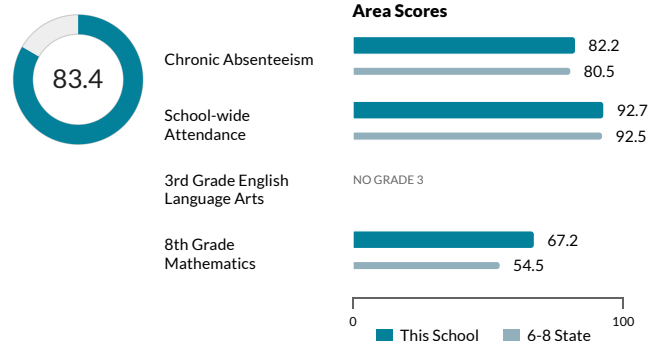 Area Scores
83.4
Chronic Absenteeism
82.2
80.5
School-wide
Attendance
92.7
92.5
3rd Grade English
Language Arts
NO GRADE 3
8th Grade
Mathematics
67.2
54.5
0
100
This School
6-8 State